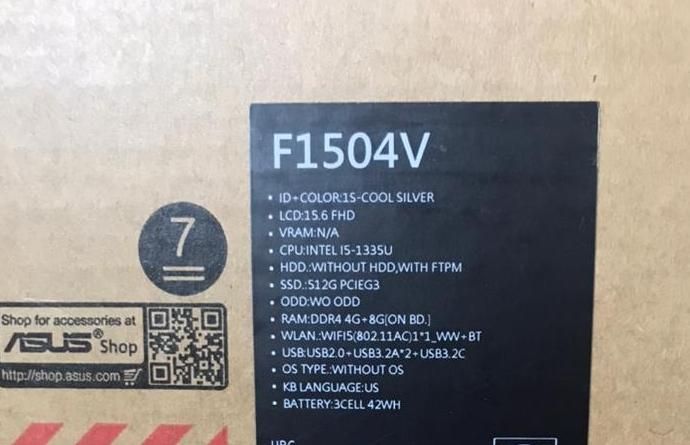 F1504V
• ID+COLOR:1S-COOL SILVER
• LCD:15.6 FHD
• VRAM:N/A
• CPU:INTEL I5-1335U
• HDD.:WITHOUT HDD,WITH FTPM
• SSD.:512G PCIEG3
• ODD:WO ODD
• RAM:DDR4 4G+8G[ON BD.]
• WLAN.:WIFI5(802.11AC)1*1_WW+BT
• USB:USB2.0+USB3.2A*2+USB3.2C
• OS TYPE.:WITHOUT OS
• KB LANGUAGE:US
• BATTERY:3CELL 42WH
7
Shop for accessories at
ASUS® Shop
http://shop.asus.com